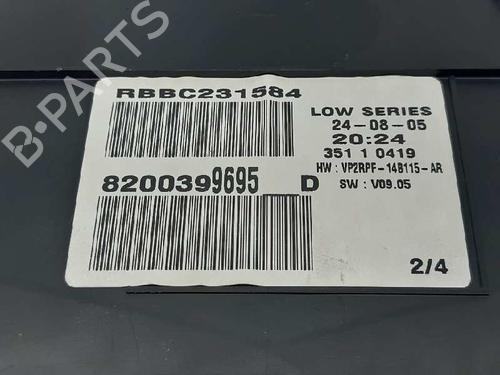 RBBC231584
LOW SERIES
24-08-05
20:24
351 1 0419
HW : VP2RPF-14B115-AR
SW : V09.05
8200399695__D
2/4
B-PARTS